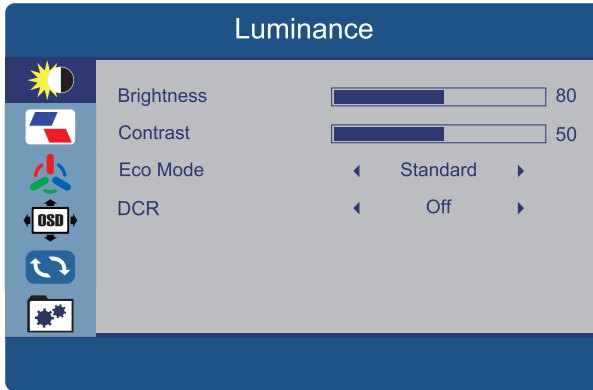 Luminance
Brightness 80
Contrast 50
Eco Mode Standard
DCR Off
OSD